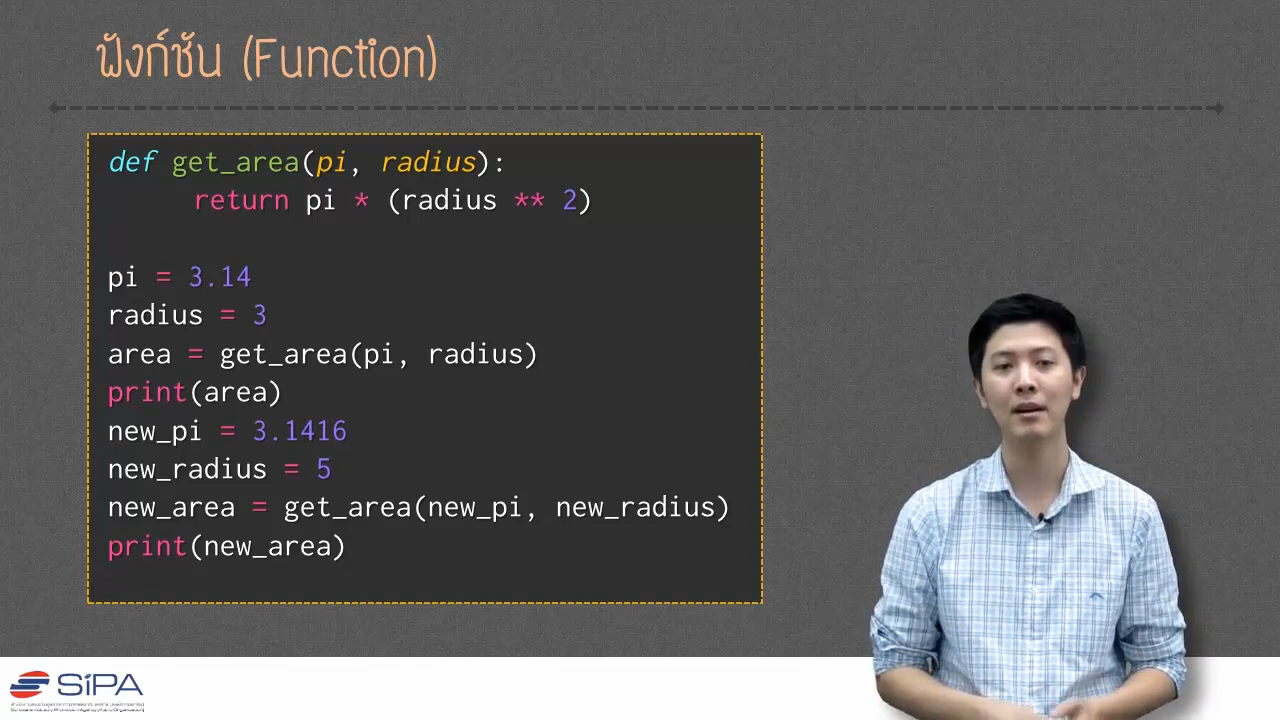 ฟังก์ชัน (Function)
def get_area(pi, radius):
return pi * (radius ** 2)
pi = 3.14
radius = 3
area = get_area(pi, radius)
print(area)
new_pi = 3.1416
new_radius = 5
new_area = get_area(new_pi, new_radius)
print(new_area)
SiPA